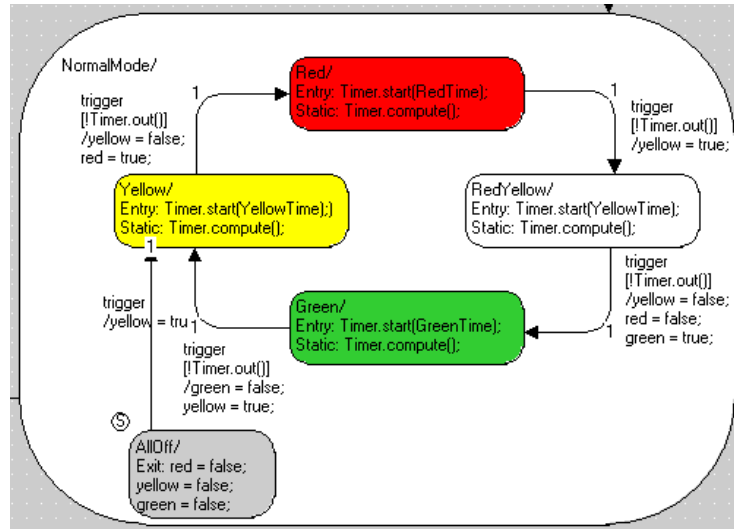 NormalMode/
1
trigger
[!Timer.out()]
/yellow = false;
red = true;
Red/
Entry: Timer.start(RedTime);
Static: Timer.compute();
1
trigger
[!Timer.out()]
/yellow = true;
Yellow/
Entry: Timer.start(YellowTime);)
Static: Timer.compute();
1
RedYellow/
Entry: Timer.start(YellowTime);
Static: Timer.compute();
trigger
[!Timer.out()]
/yellow = false;
red = false;
green = true;
1
trigger
/yellow = tru
Green/
Entry: Timer.start(GreenTime);
Static: Timer.compute();
1
trigger
[!Timer.out()]
/green = false;
yellow = true;
S
AllOff/
Exit: red = false;
yellow = false;
green = false;